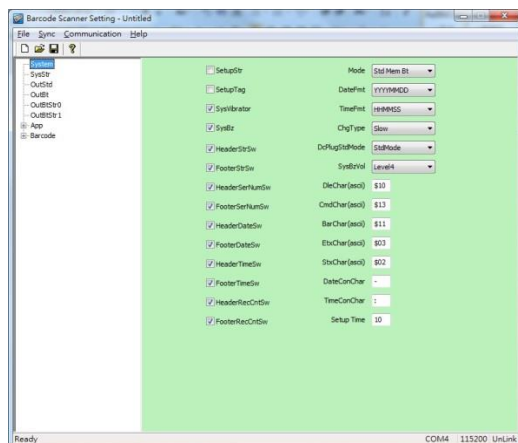 Barcode Scanner Setting - Untitled
File Sync Communication Help
System
SysStr
OutStd
OutBt
OutBtStr0
OutBtStr1
App
Barcode
SetupStr Mode Std Mem Bt
SetupTag DateFmt YYYYMMDD
SysVibrator TimeFmt HHMMSS
SysBz ChgType Slow
HeaderStrSw DcPlugStdMode StdMode
FooterStrSw SysBzVol Level4
HeaderSerNumSw DleChar(ascii) $10
FooterSerNumSw CmdChar(ascii) $13
HeaderDateSw BarChar(ascii) $11
FooterDateSw EtxChar(ascii) $03
HeaderTimeSw StxChar(ascii) $02
FooterTimeSw DateConChar -
HeaderRecCntSw TimeConChar :
FooterRecCntSw Setup Time 10
Ready COM4 115200 UnLink